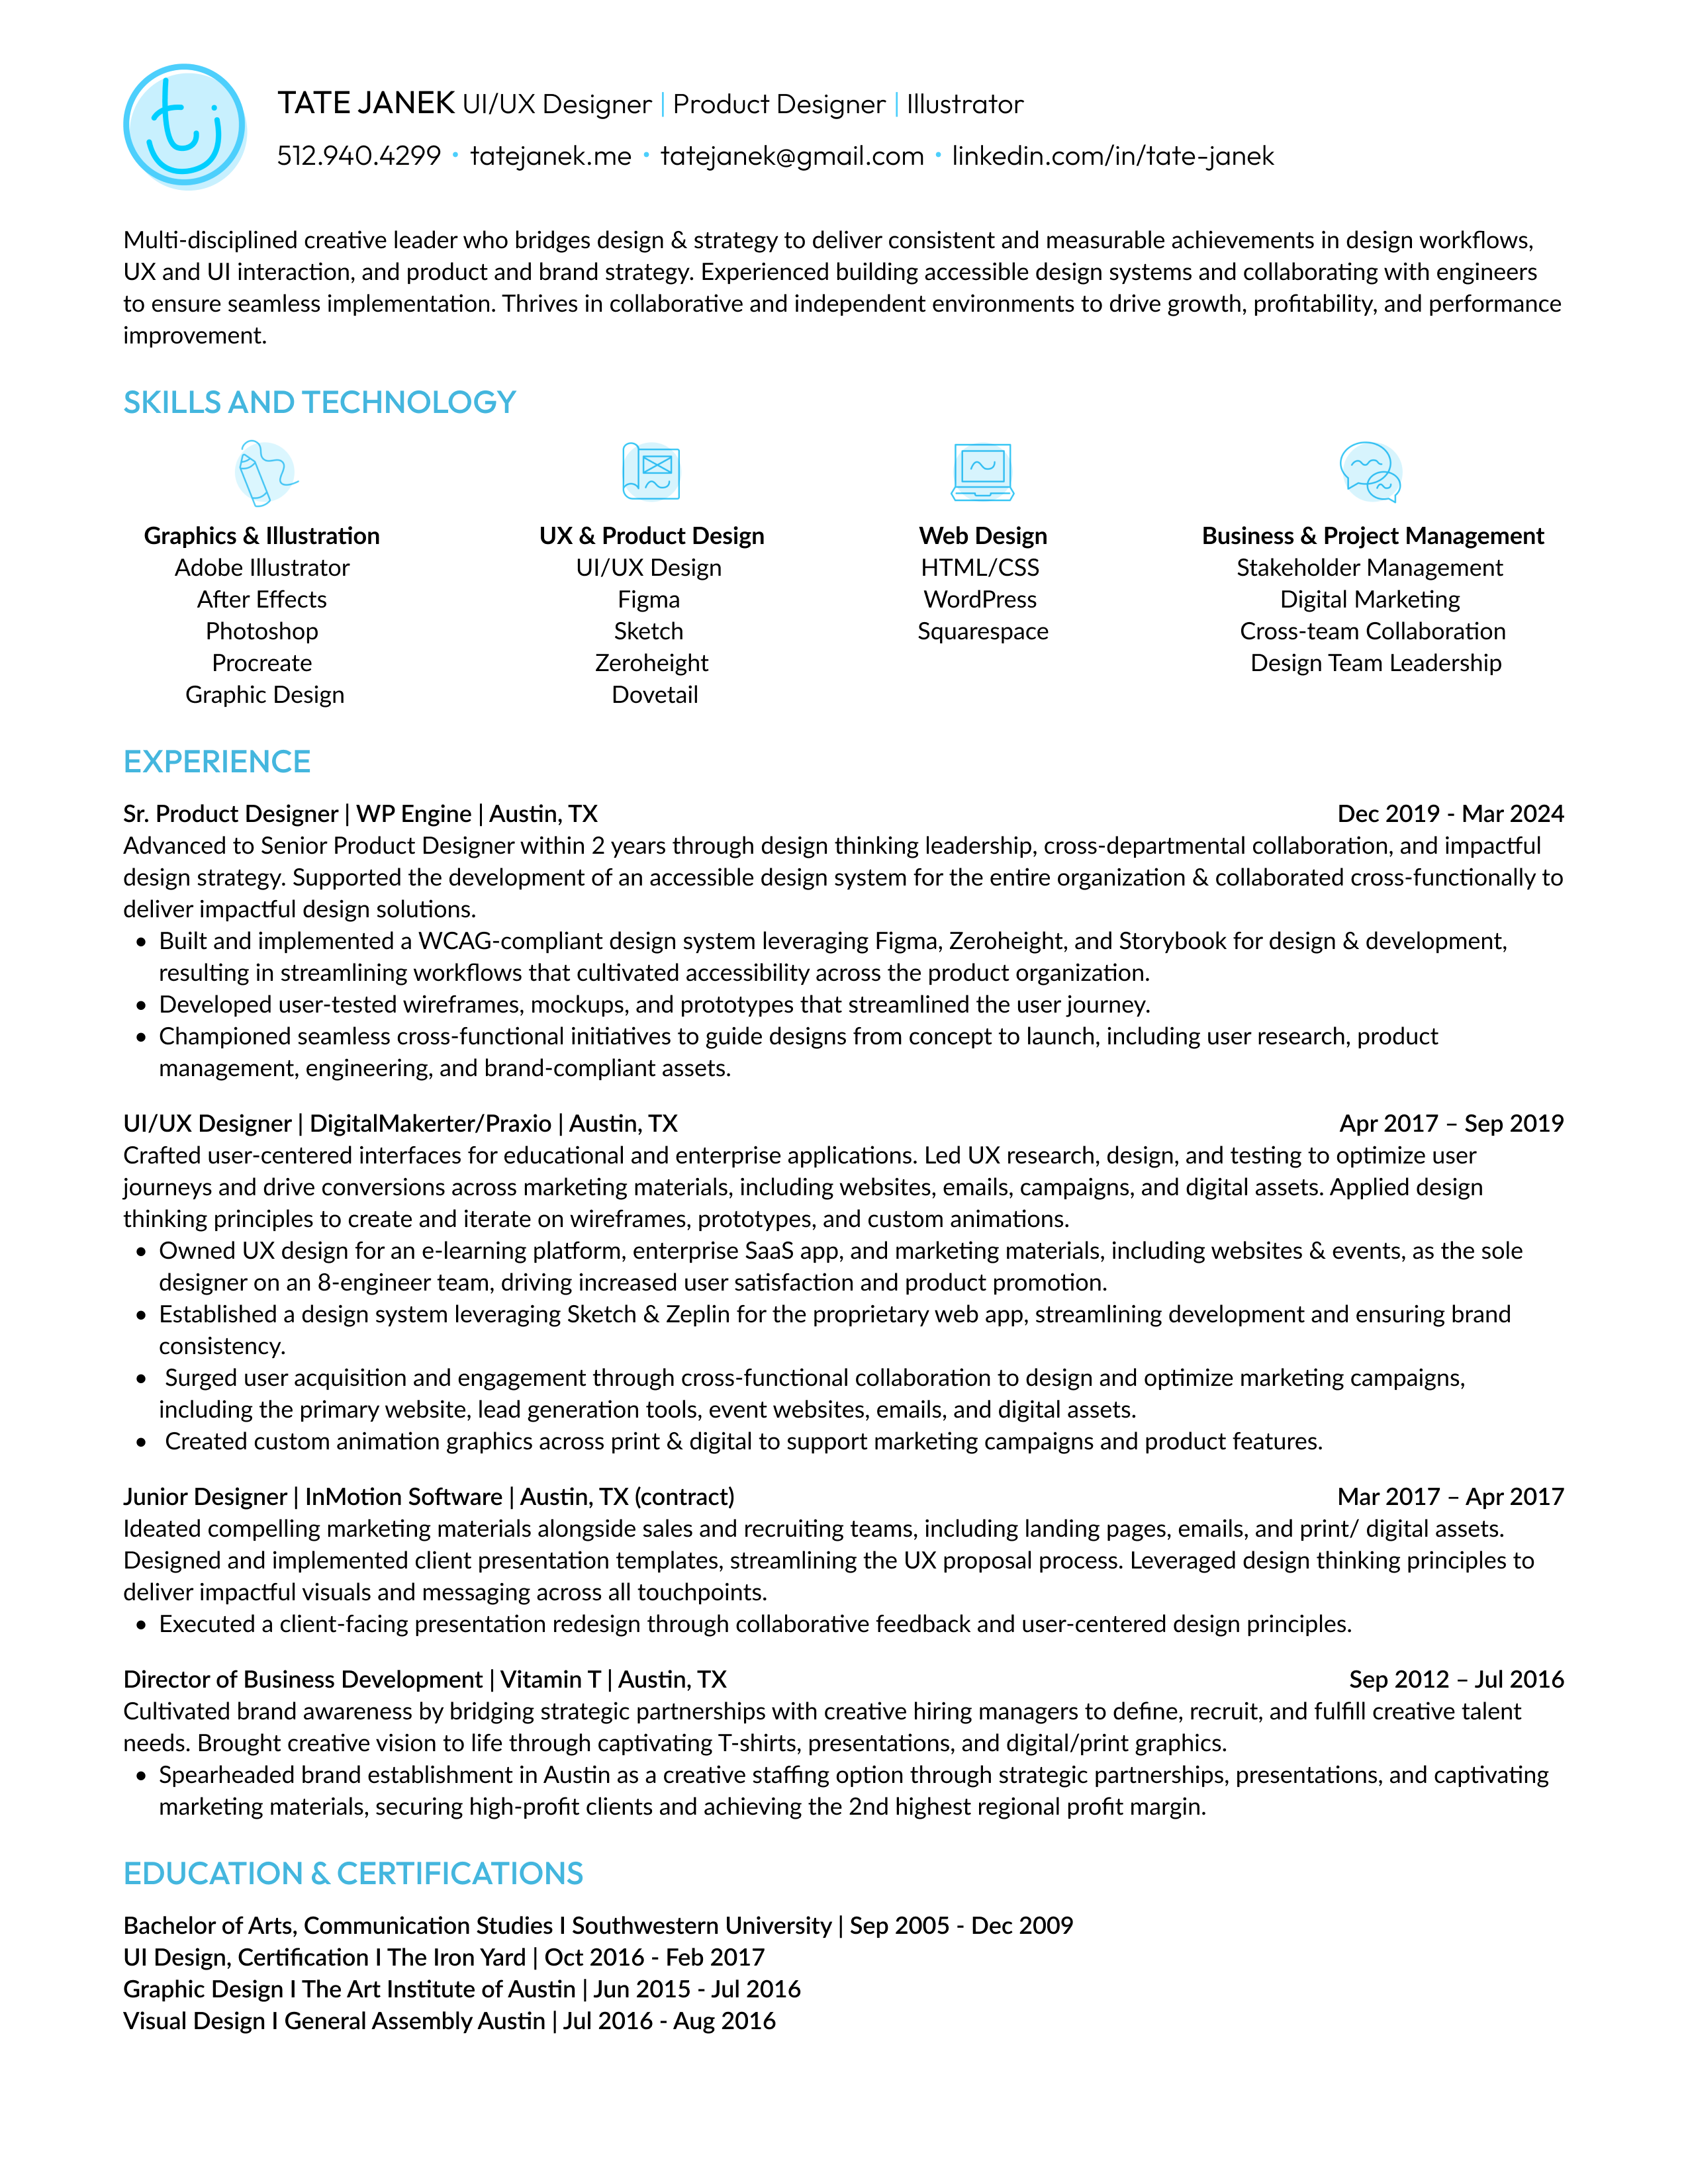 tj
TATE JANEK UI/UX Designer | Product Designer | Illustrator
512.940.4299 • tatejanek.me • tatejanek@gmail.com • linkedin.com/in/tate-janek
Multi-disciplined creative leader who bridges design & strategy to deliver consistent and measurable achievements in design workflows,
UX and UI interaction, and product and brand strategy. Experienced building accessible design systems and collaborating with engineers
to ensure seamless implementation. Thrives in collaborative and independent environments to drive growth, profitability, and performance
improvement.
SKILLS AND TECHNOLOGY
Graphics & Illustration
Adobe Illustrator
After Effects
Photoshop
Procreate
Graphic Design
UX & Product Design
UI/UX Design
Figma
Sketch
Zeroheight
Dovetail
Web Design
HTML/CSS
WordPress
Squarespace
Business & Project Management
Stakeholder Management
Digital Marketing
Cross-team Collaboration
Design Team Leadership
EXPERIENCE
Sr. Product Designer | WP Engine | Austin, TX Dec 2019 - Mar 2024
Advanced to Senior Product Designer within 2 years through design thinking leadership, cross-departmental collaboration, and impactful
design strategy. Supported the development of an accessible design system for the entire organization & collaborated cross-functionally to
deliver impactful design solutions.
• Built and implemented a WCAG-compliant design system leveraging Figma, Zeroheight, and Storybook for design & development,
resulting in streamlining workflows that cultivated accessibility across the product organization.
• Developed user-tested wireframes, mockups, and prototypes that streamlined the user journey.
• Championed seamless cross-functional initiatives to guide designs from concept to launch, including user research, product
management, engineering, and brand-compliant assets.
UI/UX Designer | DigitalMakerter/Praxio | Austin, TX Apr 2017 – Sep 2019
Crafted user-centered interfaces for educational and enterprise applications. Led UX research, design, and testing to optimize user
journeys and drive conversions across marketing materials, including websites, emails, campaigns, and digital assets. Applied design
thinking principles to create and iterate on wireframes, prototypes, and custom animations.
• Owned UX design for an e-learning platform, enterprise SaaS app, and marketing materials, including websites & events, as the sole
designer on an 8-engineer team, driving increased user satisfaction and product promotion.
• Established a design system leveraging Sketch & Zeplin for the proprietary web app, streamlining development and ensuring brand
consistency.
• Surged user acquisition and engagement through cross-functional collaboration to design and optimize marketing campaigns,
including the primary website, lead generation tools, event websites, emails, and digital assets.
• Created custom animation graphics across print & digital to support marketing campaigns and product features.
Junior Designer | InMotion Software | Austin, TX (contract) Mar 2017 – Apr 2017
Ideated compelling marketing materials alongside sales and recruiting teams, including landing pages, emails, and print/ digital assets.
Designed and implemented client presentation templates, streamlining the UX proposal process. Leveraged design thinking principles to
deliver impactful visuals and messaging across all touchpoints.
• Executed a client-facing presentation redesign through collaborative feedback and user-centered design principles.
Director of Business Development | Vitamin T | Austin, TX Sep 2012 – Jul 2016
Cultivated brand awareness by bridging strategic partnerships with creative hiring managers to define, recruit, and fulfill creative talent
needs. Brought creative vision to life through captivating T-shirts, presentations, and digital/print graphics.
• Spearheaded brand establishment in Austin as a creative staffing option through strategic partnerships, presentations, and captivating
marketing materials, securing high-profit clients and achieving the 2nd highest regional profit margin.
EDUCATION & CERTIFICATIONS
Bachelor of Arts, Communication Studies I Southwestern University | Sep 2005 - Dec 2009
UI Design, Certification I The Iron Yard | Oct 2016 - Feb 2017
Graphic Design I The Art Institute of Austin | Jun 2015 - Jul 2016
Visual Design I General Assembly Austin | Jul 2016 - Aug 2016